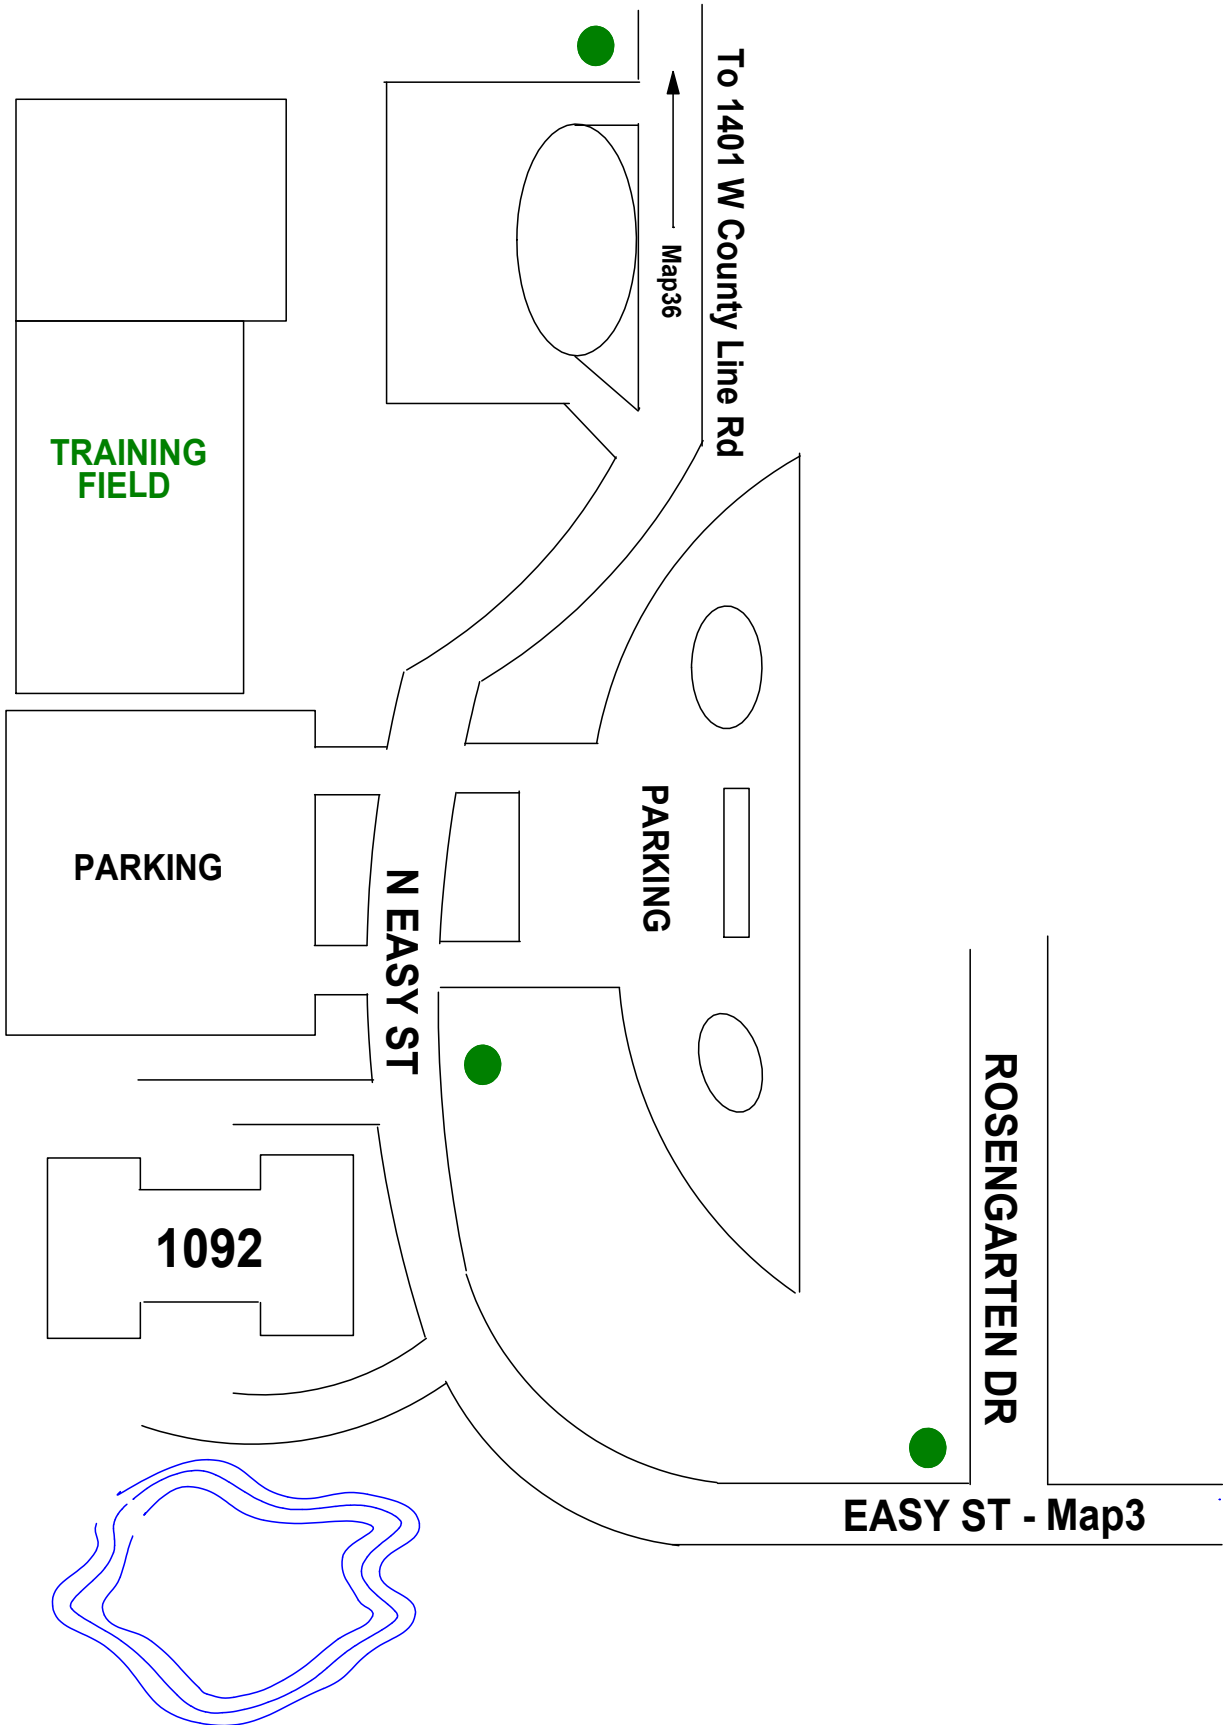 To 1401 W County Line Rd
Map36
TRAINING
FIELD
PARKING
PARKING
N EASY ST
ROSENGARTEN DR
1092
EASY ST - Map3